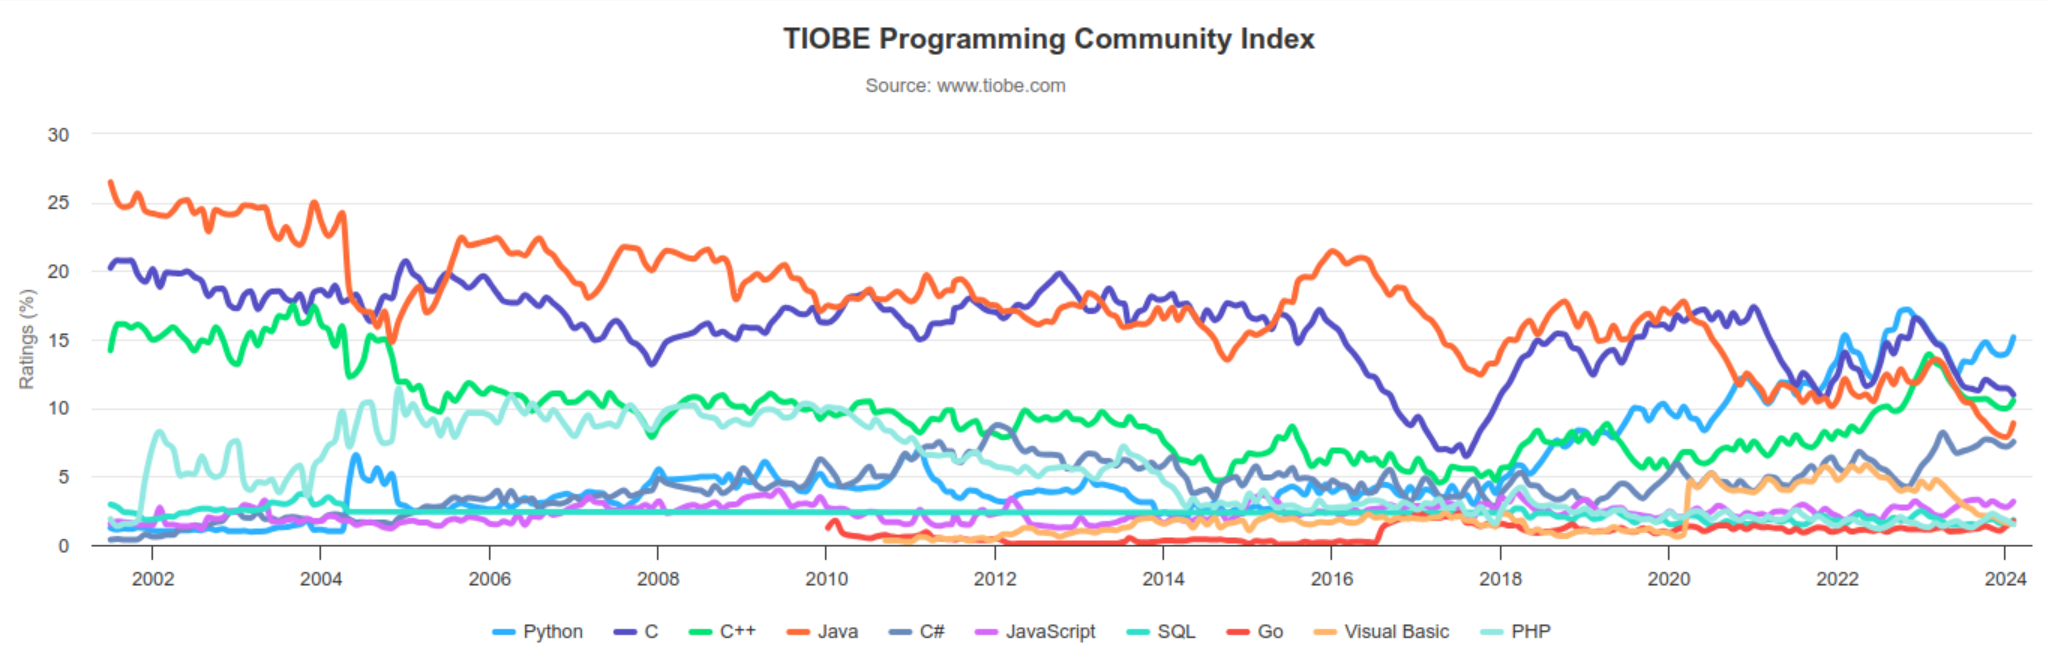 TIOBE Programming Community Index
Source: www.tiobe.com
Ratings (%)
30
25
20
15
10
5
0
2002 2004 2006 2008 2010 2012 2014 2016 2018 2020 2022 2024
Python C C++ Java C# JavaScript SQL Go Visual Basic PHP